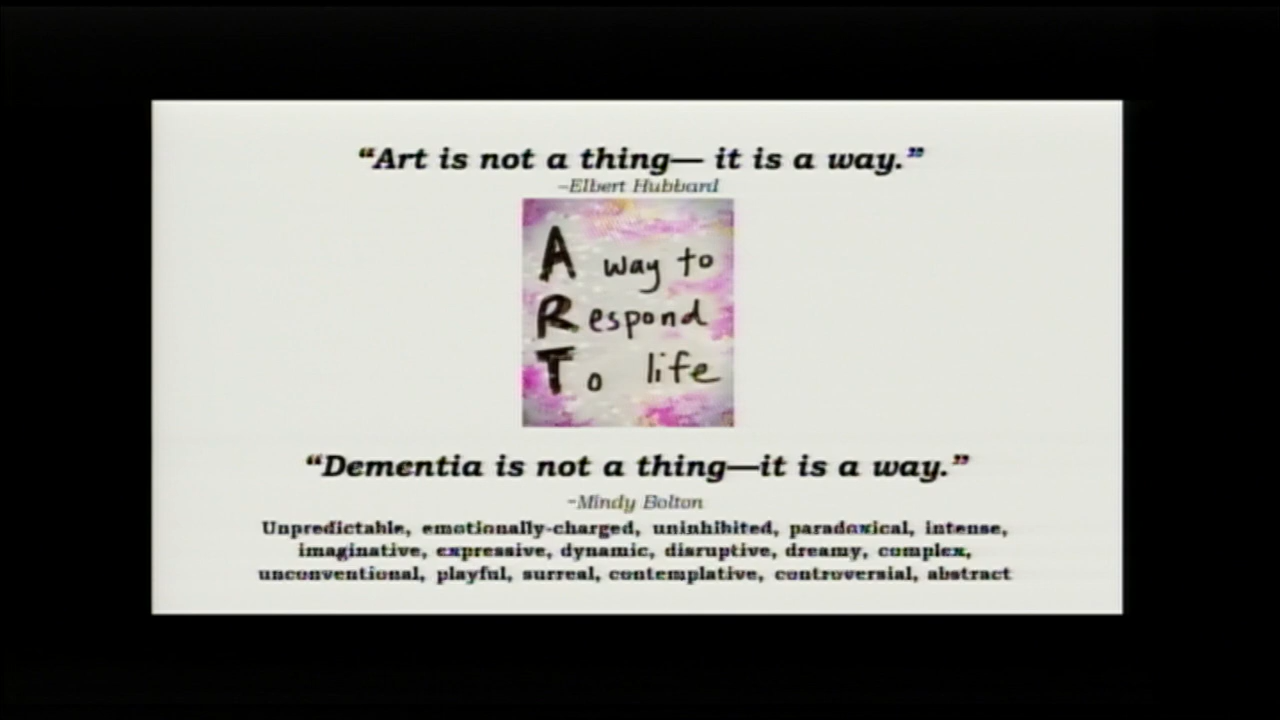 “Art is not a thing— it is a way.”
–Elbert Hubbard
A way to
Respond
To life
“Dementia is not a thing—it is a way.”
–Mindy Bolton
Unpredictable, emotionally-charged, uninhibited, paradoxical, intense,
imaginative, expressive, dynamic, disruptive, dreamy, complex,
unconventional, playful, surreal, contemplative, controversial, abstract